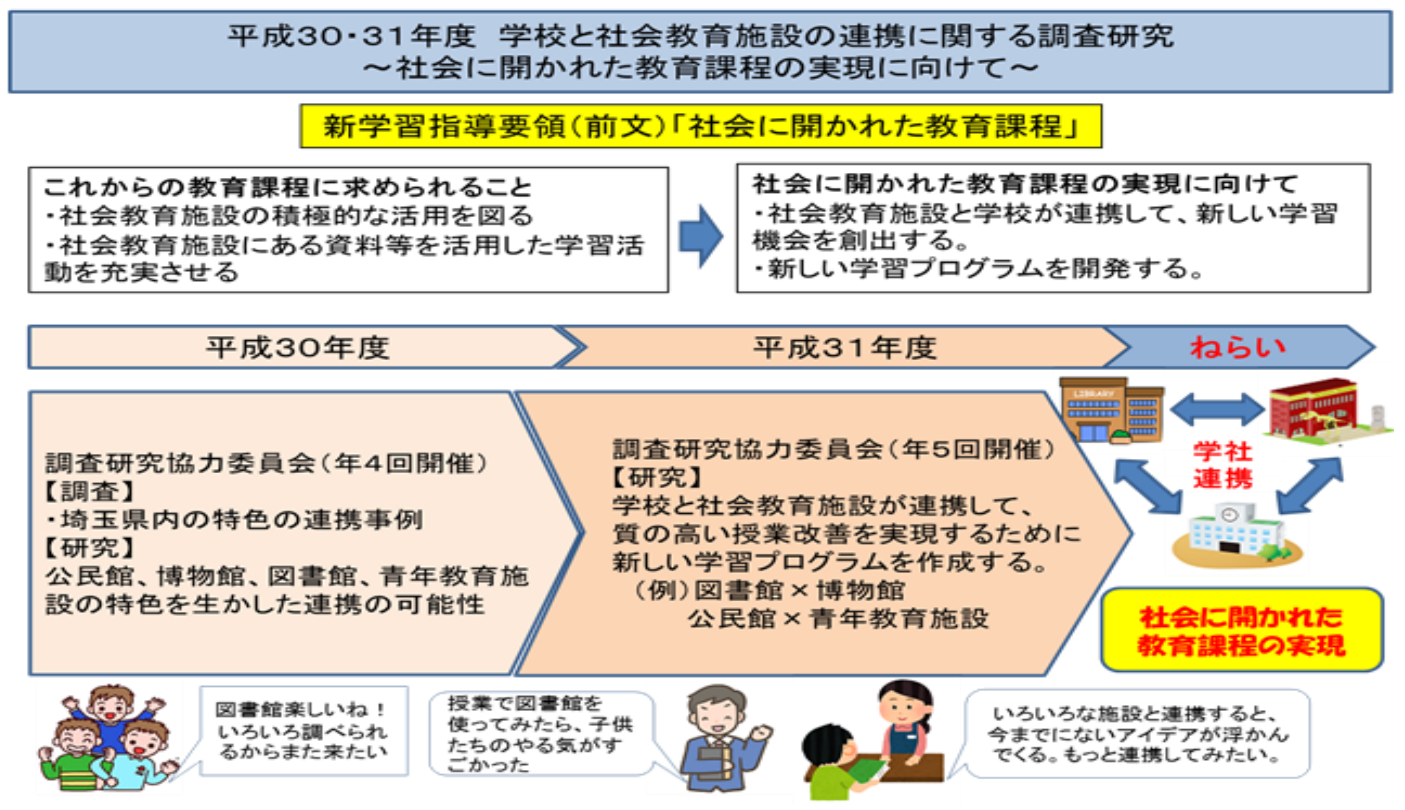 平成30・31年度　学校と社会教育施設の連携に関する調査研究
～社会に開かれた教育課程の実現に向けて～
新学習指導要領（前文）「社会に開かれた教育課程」
これからの教育課程に求められること
・社会教育施設の積極的な活用を図る
・社会教育施設にある資料等を活用した学習活
動を充実させる
社会に開かれた教育課程の実現に向けて
・社会教育施設と学校が連携して、新しい学習
機会を創出する。
・新しい学習プログラムを開発する。
平成30年度
平成31年度
ねらい
調査研究協力委員会（年４回開催）
【調査】
・埼玉県内の特色の連携事例
【研究】
公民館、博物館、図書館、青年教育施
設の特色を生かした連携の可能性
調査研究協力委員会（年５回開催）
【研究】
学校と社会教育施設が連携して、
質の高い授業改善を実現するために
新しい学習プログラムを作成する。
（例）図書館×博物館
公民館×青年教育施設
LIBRARY
学社
連携
社会に開かれた
教育課程の実現
図書館楽しいね！
いろいろ調べられ
るからまた来たい
授業で図書館を
使ってみたら、子供
たちのやる気がす
ごかった
いろいろな施設と連携すると、
今までにないアイデアが浮かん
でくる。もっと連携してみたい。